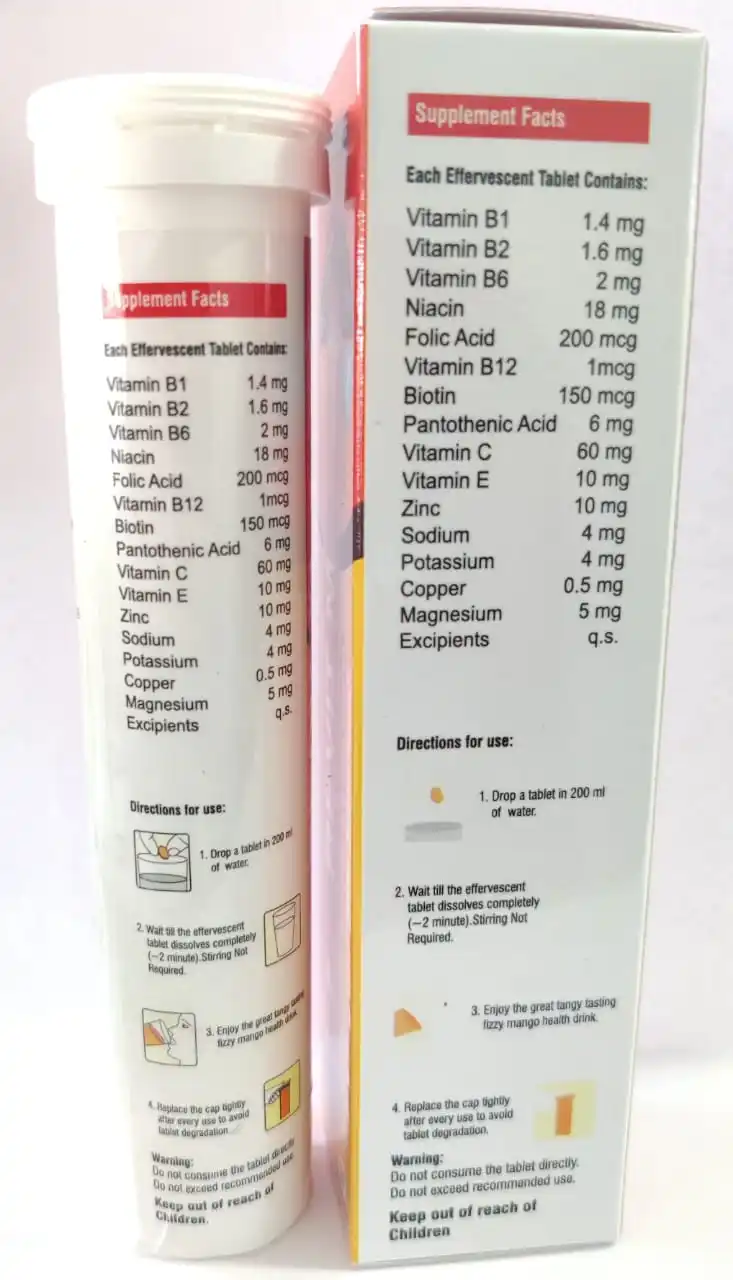 Supplement Facts
Each Effervescent Tablet Contains:
Vitamin B1 1.4 mg
Vitamin B2 1.6 mg
Vitamin B6 2 mg
Niacin 18 mg
Folic Acid 200 mcg
Vitamin B12 1mcg
Biotin 150 mcg
Pantothenic Acid 6 mg
Vitamin C 60 mg
Vitamin E 10 mg
Zinc 10 mg
Sodium 4 mg
Potassium 4 mg
Copper 0.5 mg
Magnesium 5 mg
Excipients q.s.
Directions for use:
1. Drop a tablet in 200 ml
of water.
2. Wait till the effervescent
tablet dissolves completely
(~2 minute).Stirring Not
Required.
3. Enjoy the great tangy tasting
fizzy mango health drink.
4. Replace the cap tightly
after every use to avoid
tablet degradation.
Warning:
Do not consume the tablet directly
Do not exceed recommended use.
Keep out of reach of
Children.
Supplement Facts
Each Effervescent Tablet Contains:
Vitamin B1 1.4 mg
Vitamin B2 1.6 mg
Vitamin B6 2 mg
Niacin 18 mg
Folic Acid 200 mcg
Vitamin B12 1mcg
Biotin 150 mcg
Pantothenic Acid 6 mg
Vitamin C 60 mg
Vitamin E 10 mg
Zinc 10 mg
Sodium 4 mg
Potassium 4 mg
Copper 0.5 mg
Magnesium 5 mg
Excipients q.s.
Directions for use:
1. Drop a tablet in 200 ml
of water.
2. Wait till the effervescent
tablet dissolves completely
(~2 minute).Stirring Not
Required.
3. Enjoy the great tangy tasting
fizzy mango health drink.
4. Replace the cap tightly
after every use to avoid
tablet degradation.
Warning:
Do not consume the tablet directly.
Do not exceed recommended use.
Keep out of reach of
Children